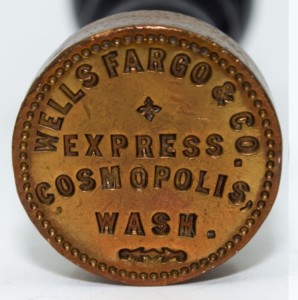 WELLS FARGO & CO.
EXPRESS
COSMOPOLIS,
WASH.